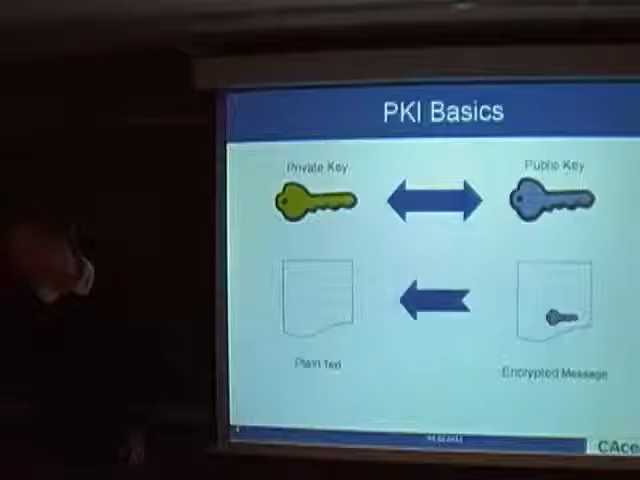 PKI Basics
Private Key
Public Key
Plain Text
Encrypted Message
CAce